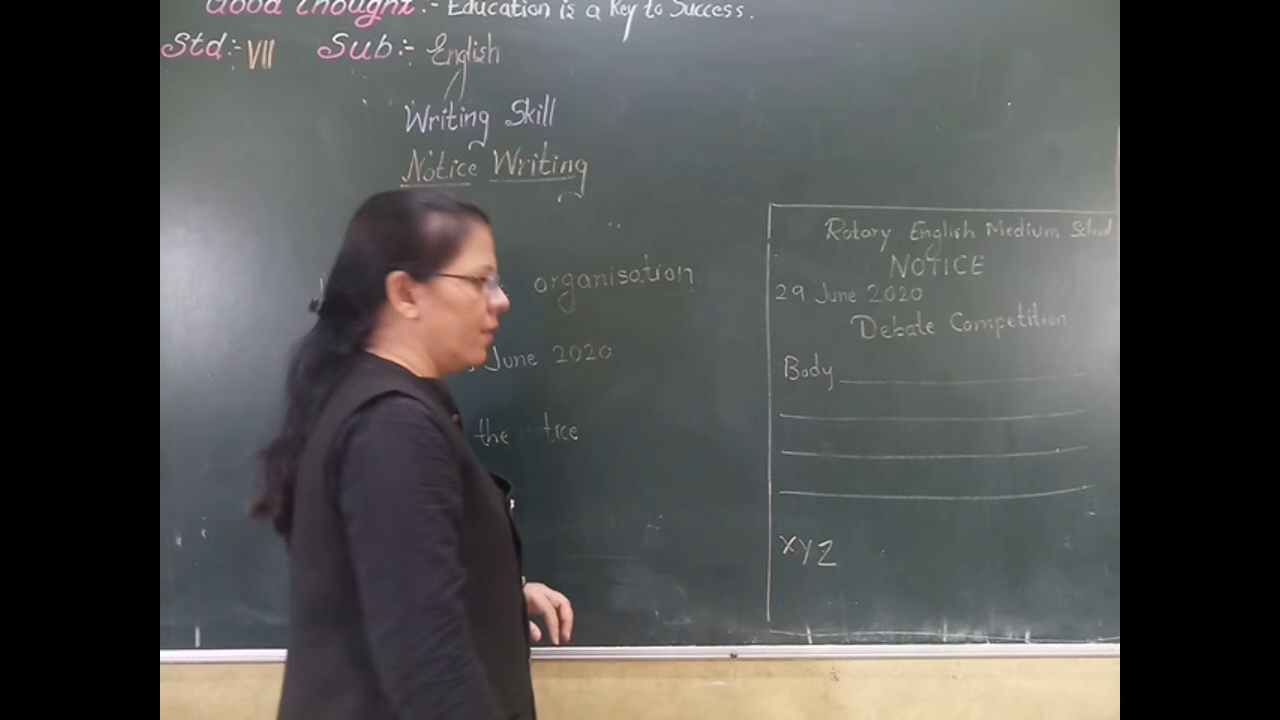 Good Thought :- Education is a Key to Success.
Std:- VII Sub:- English
Writing Skill
Notice Writing
organisation
June 2020
the notice
Rotary English Medium School
NOTICE
29 June 2020
Debate Competition
Body
XYZ